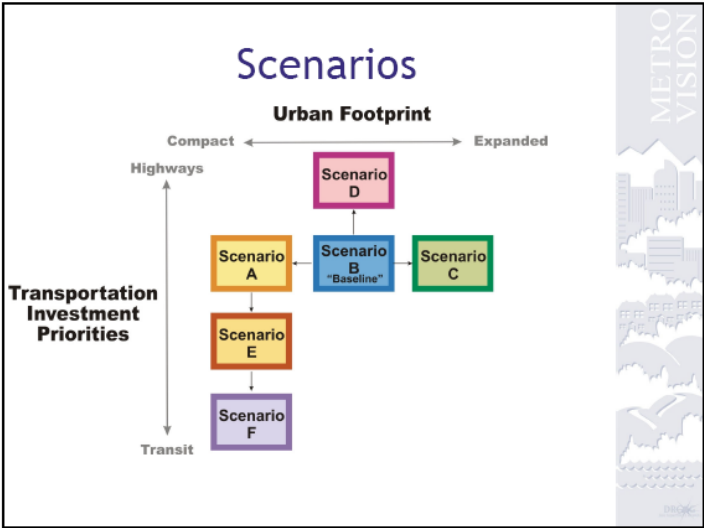 Scenarios
METRO
VISION
Urban Footprint
Compact
Expanded
Highways
Scenario
D
Scenario
A
Scenario
B
"Baseline"
Scenario
C
Transportation
Investment
Priorities
Scenario
E
Scenario
F
Transit